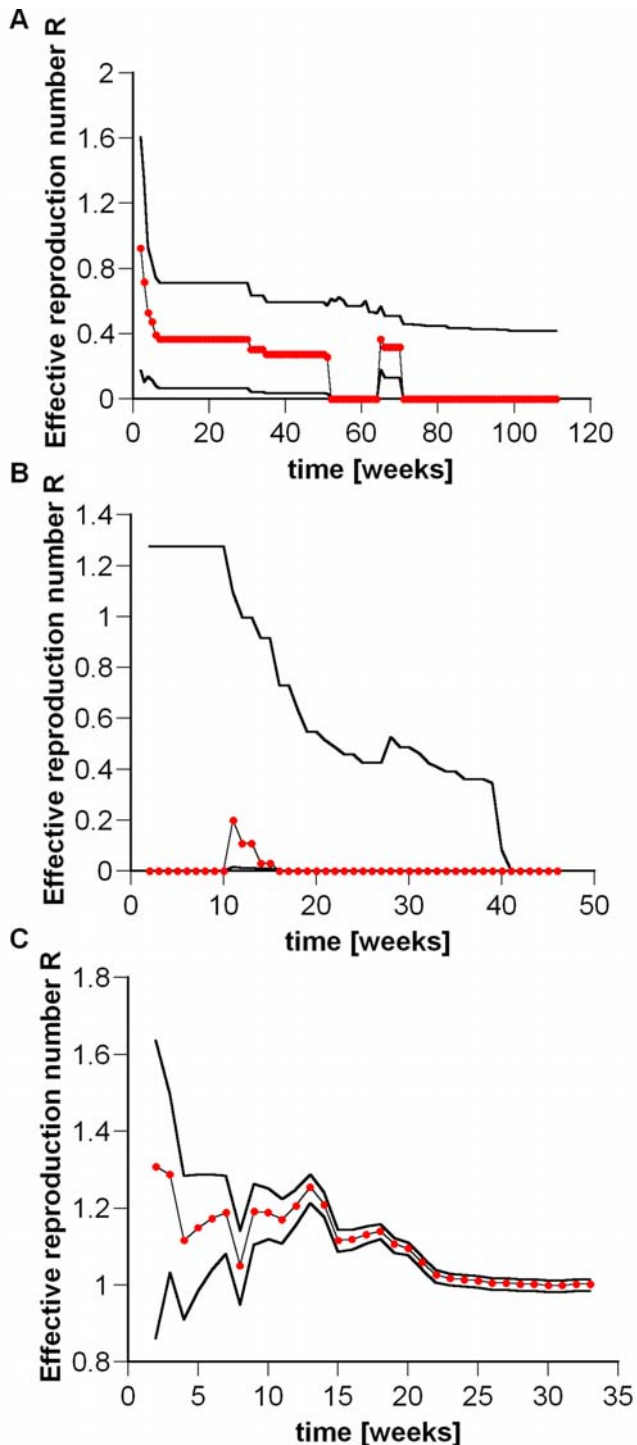 A
Effective reproduction number R
2
1.6
1.2
0.8
0.4
0
0 20 40 60 80 100 120
time [weeks]
B
Effective reproduction number R
1.4
1.2
1
0.8
0.6
0.4
0.2
0
0 10 20 30 40 50
time [weeks]
C
Effective reproduction number R
1.8
1.6
1.4
1.2
1
0.8
0 5 10 15 20 25 30 35
time [weeks]